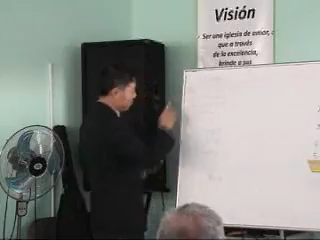 Visión
Ser una iglesia de amor,
que a través
de la excelencia,
brinde a sus